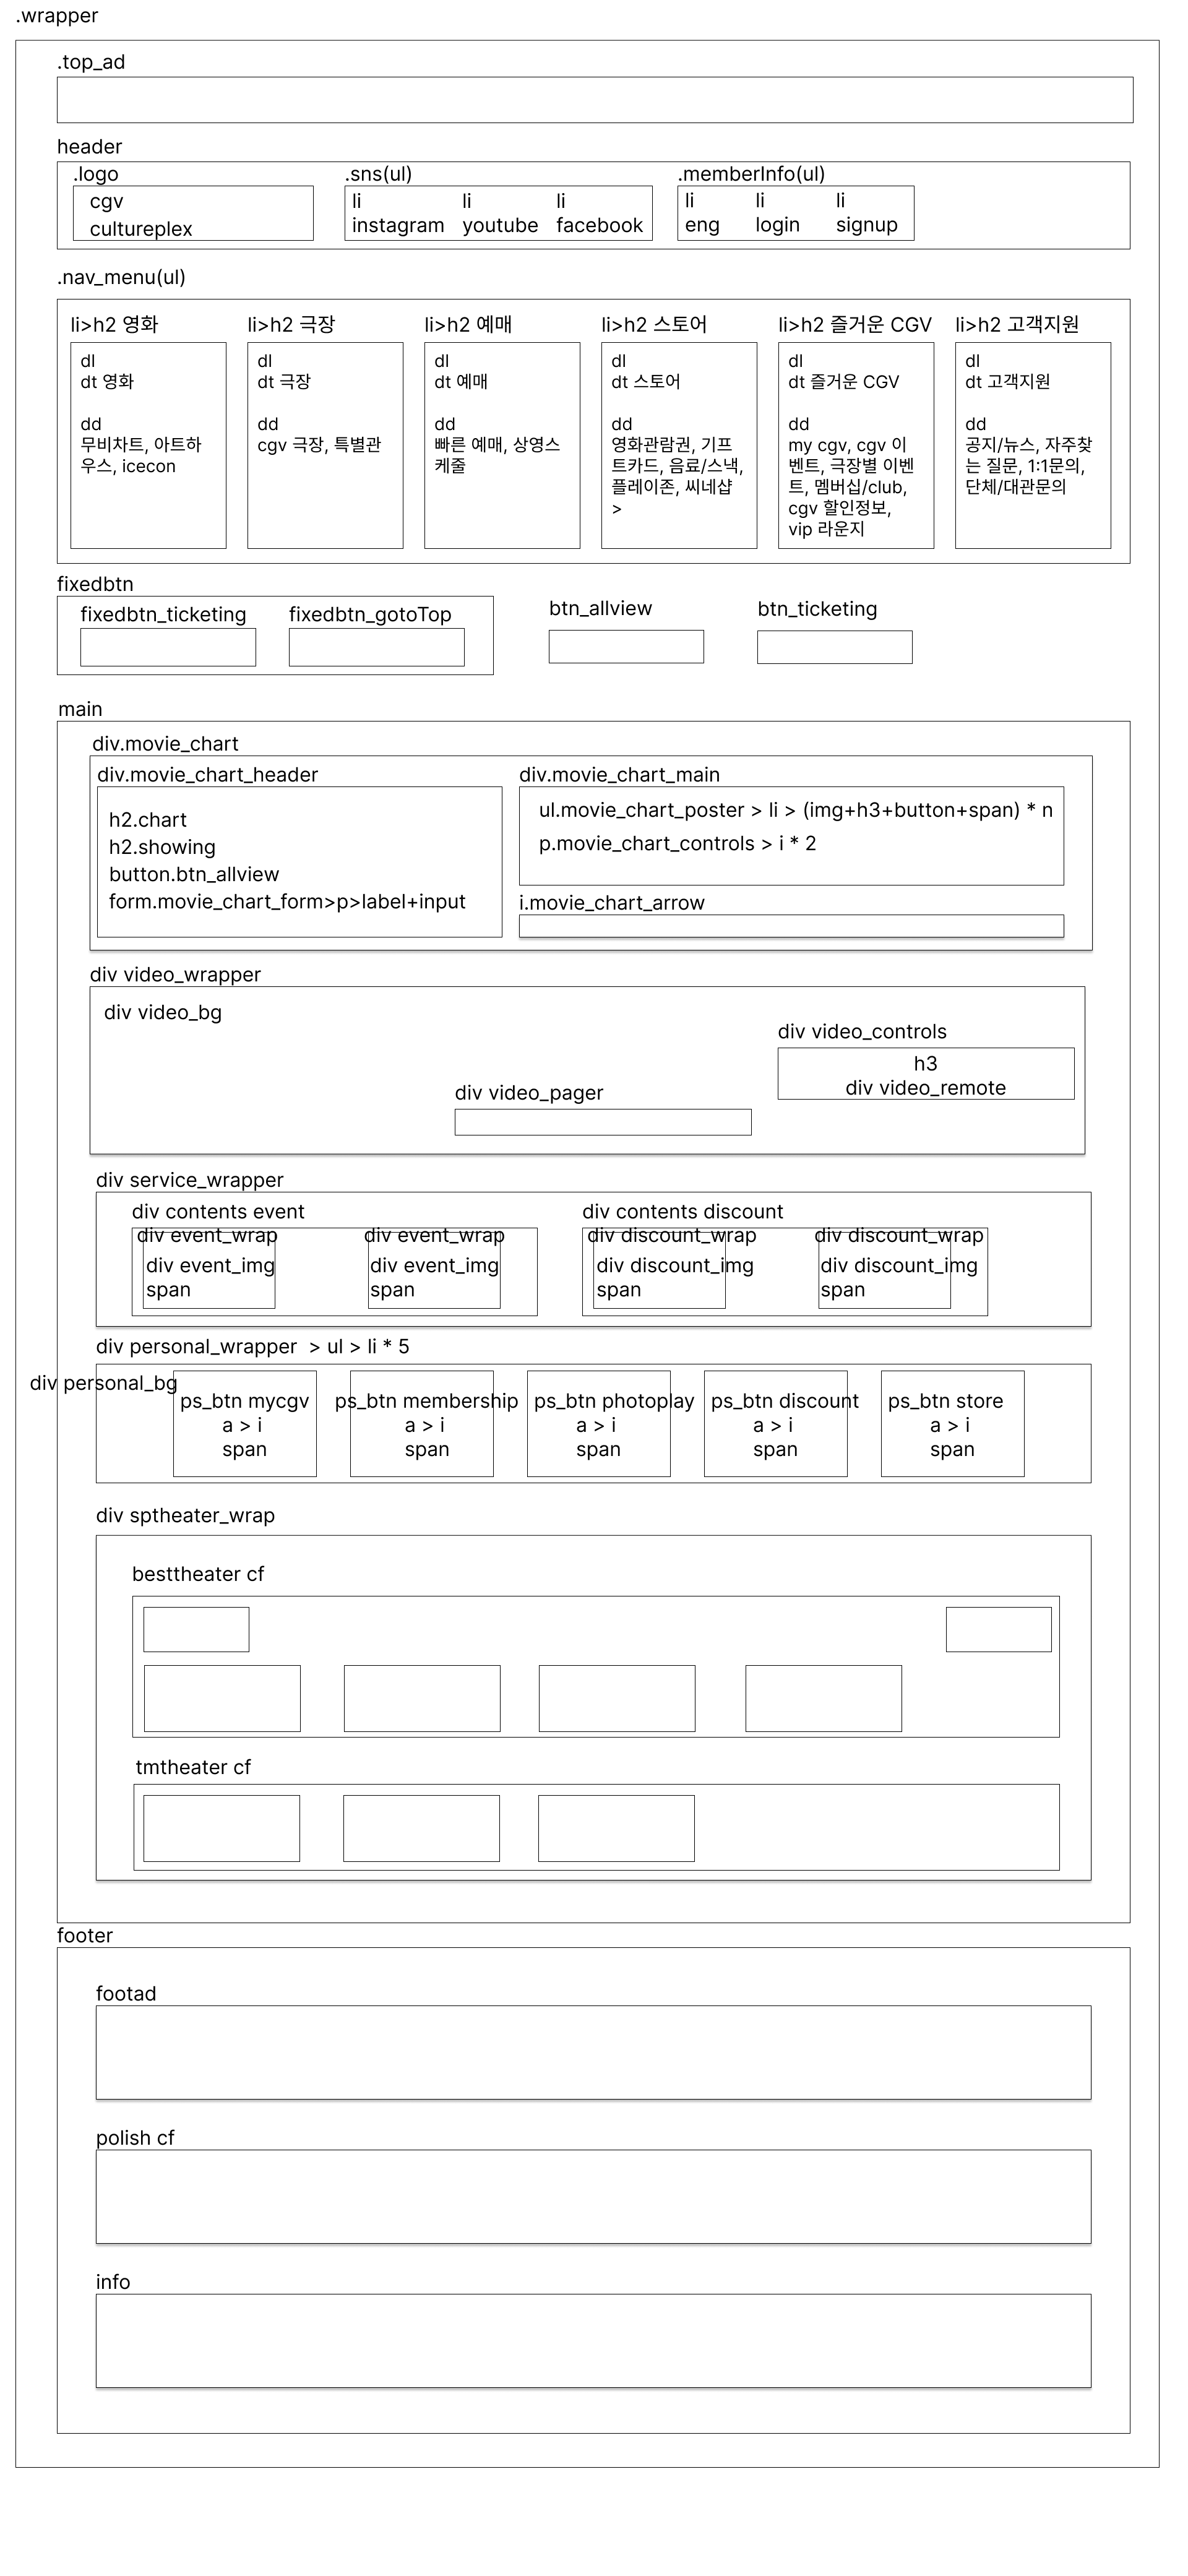 .wrapper
.top_ad
header
.logo
cgv
cultureplex
.sns(ul)
li
instagram
li
youtube
li
facebook
.memberInfo(ul)
li
eng
li
login
li
signup
.nav_menu(ul)
li>h2 영화
dl
dt 영화
dd
무비차트, 아트하
우스, icecon
li>h2 극장
dl
dt 극장
dd
cgv 극장, 특별관
li>h2 예매
dl
dt 예매
dd
빠른 예매, 상영스
케줄
li>h2 스토어
dl
dt 스토어
dd
영화관람권, 기프
트카드, 음료/스낵,
플레이존, 씨네샵
>
li>h2 즐거운 CGV
dl
dt 즐거운 CGV
dd
my cgv, cgv 이
벤트, 극장별 이벤
트, 멤버십/club,
cgv 할인정보,
vip 라운지
li>h2 고객지원
dl
dt 고객지원
dd
공지/뉴스, 자주찾
는 질문, 1:1문의,
단체/대관문의
fixedbtn
fixedbtn_ticketing
fixedbtn_gotoTop
btn_allview
btn_ticketing
main
div.movie_chart
div.movie_chart_header
h2.chart
h2.showing
button.btn_allview
form.movie_chart_form>p>label+input
div.movie_chart_main
ul.movie_chart_poster > li > (img+h3+button+span) * n
p.movie_chart_controls > i * 2
i.movie_chart_arrow
div video_wrapper
div video_bg
div video_controls
h3
div video_remote
div video_pager
div service_wrapper
div contents event
div event_wrap
div event_img
span
div event_wrap
div event_img
span
div contents discount
div discount_wrap
div discount_img
span
div discount_wrap
div discount_img
span
div personal_wrapper  > ul > li * 5
div personal_bg
ps_btn mycgv
a > i
span
ps_btn membership
a > i
span
ps_btn photoplay
a > i
span
ps_btn discount
a > i
span
ps_btn store
a > i
span
div sptheater_wrap
besttheater cf
tmtheater cf
footer
footad
polish cf
info